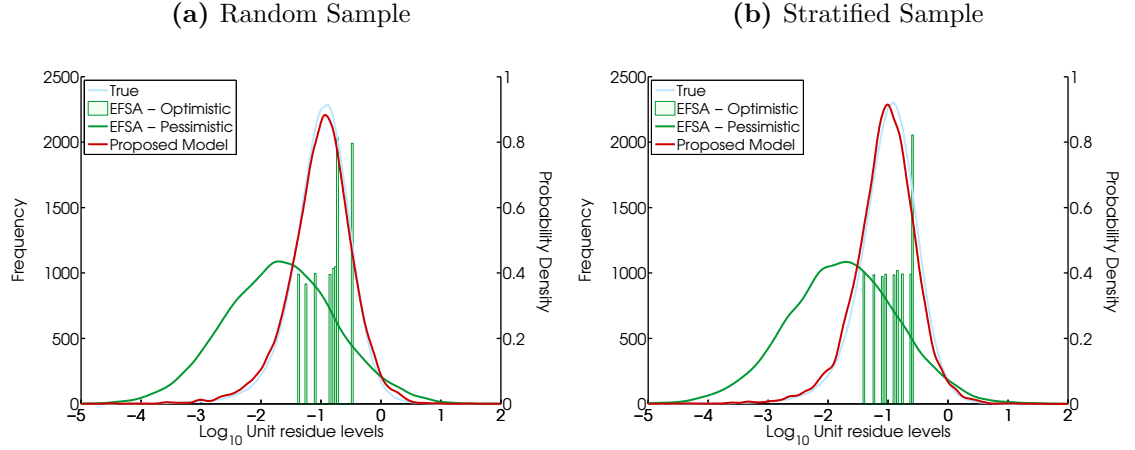 (a) Random Sample
2500
2000
1500
1000
500
0
Frequency
True
EFSA – Optimistic
EFSA – Pessimistic
Proposed Model
1
0.8
0.6
0.4
0.2
0
Probability Density
−5 −4 −3 −2 −1 0 1 2
Log10 Unit residue levels
(b) Stratified Sample
2500
2000
1500
1000
500
0
Frequency
True
EFSA – Optimistic
EFSA – Pessimistic
Proposed Model
1
0.8
0.6
0.4
0.2
0
Probability Density
−5 −4 −3 −2 −1 0 1 2
Log10 Unit residue levels